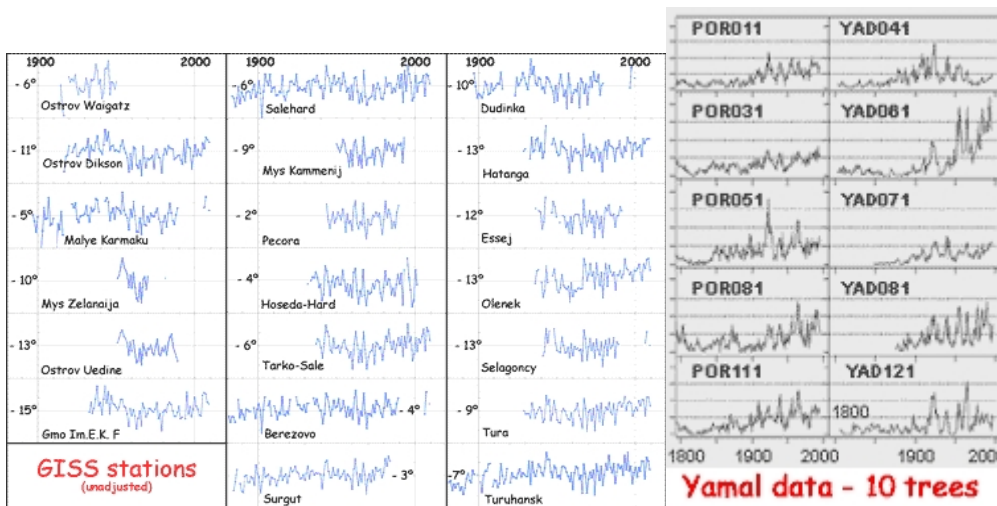 1900 2000
- 6°
Ostrov Waigatz
- 11°
Ostrov Dikson
- 5°
Malye Karmaku
- 10°
Mys Zelanaija
- 13°
Ostrov Uedine
- 15°
Gmo Im.E.K. F
GISS stations
(unadjusted)
1900 2000
- 6°
Salehard
- 9°
Mys Kammenij
- 2°
Pecora
- 4°
Hoseda-Hard
- 6°
Tarko-Sale
- 4°
Berezovo
- 3°
Surgut
1900 2000
- 10°
Dudinka
- 13°
Hatanga
- 12°
Essej
- 13°
Olenek
- 13°
Selagoncy
- 9°
Tura
- 7°
Turuhansk
POR011 YAD041
POR031 YAD061
POR051 YAD071
POR081 YAD081
POR111 YAD121
1800
1800 1900 2000 1900 200
Yamal data - 10 trees